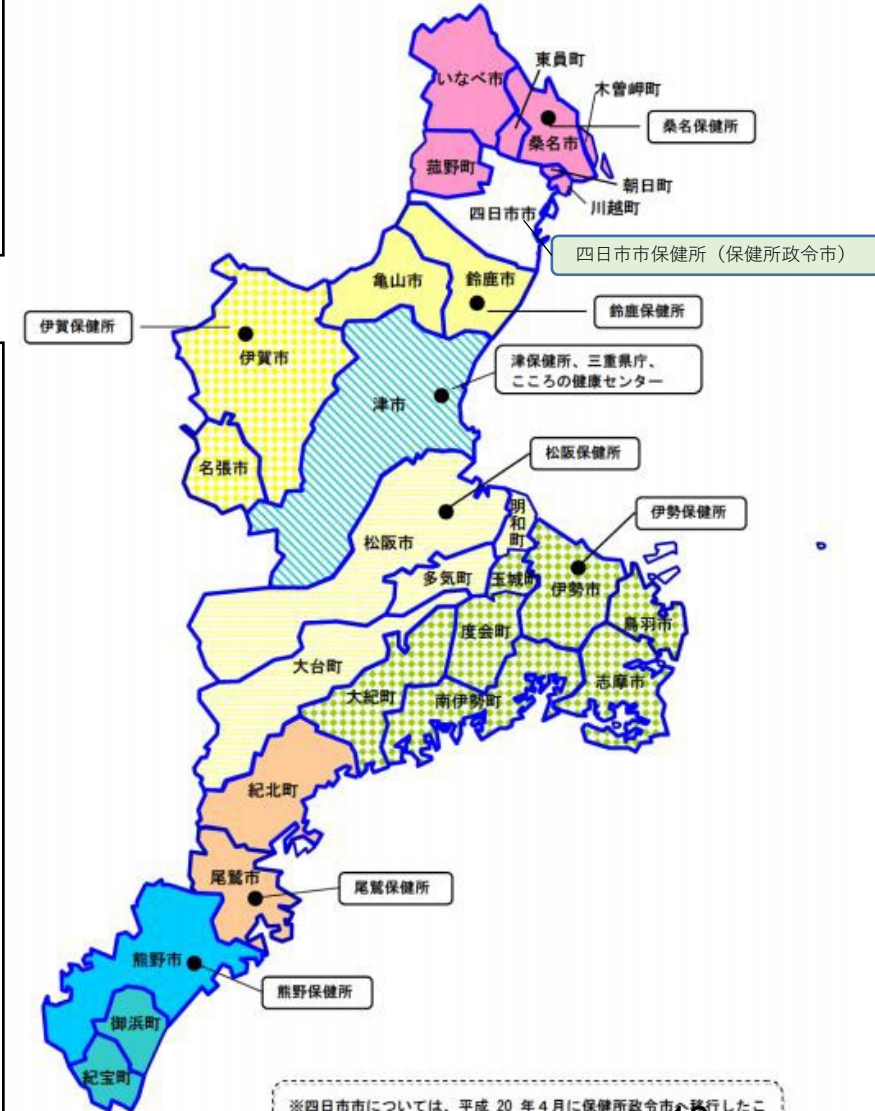 東員町
いなべ市
木曽岬町
桑名保健所
桑名市
菰野町
朝日町
川越町
四日市市
四日市市保健所（保健所政令市）
亀山市
鈴鹿市
鈴鹿保健所
伊賀保健所
伊賀市
津保健所、三重県庁、
こころの健康センター
津市
松阪保健所
名張市
明和町
伊勢保健所
松阪市
多気町
玉城町
伊勢市
鳥羽市
度会町
大台町
志摩市
大紀町
南伊勢町
紀北町
尾鷲市
尾鷲保健所
熊野市
熊野保健所
御浜町
紀宝町
※四日市市については、平成 20 年４月に保健所政令市へ移行したこ